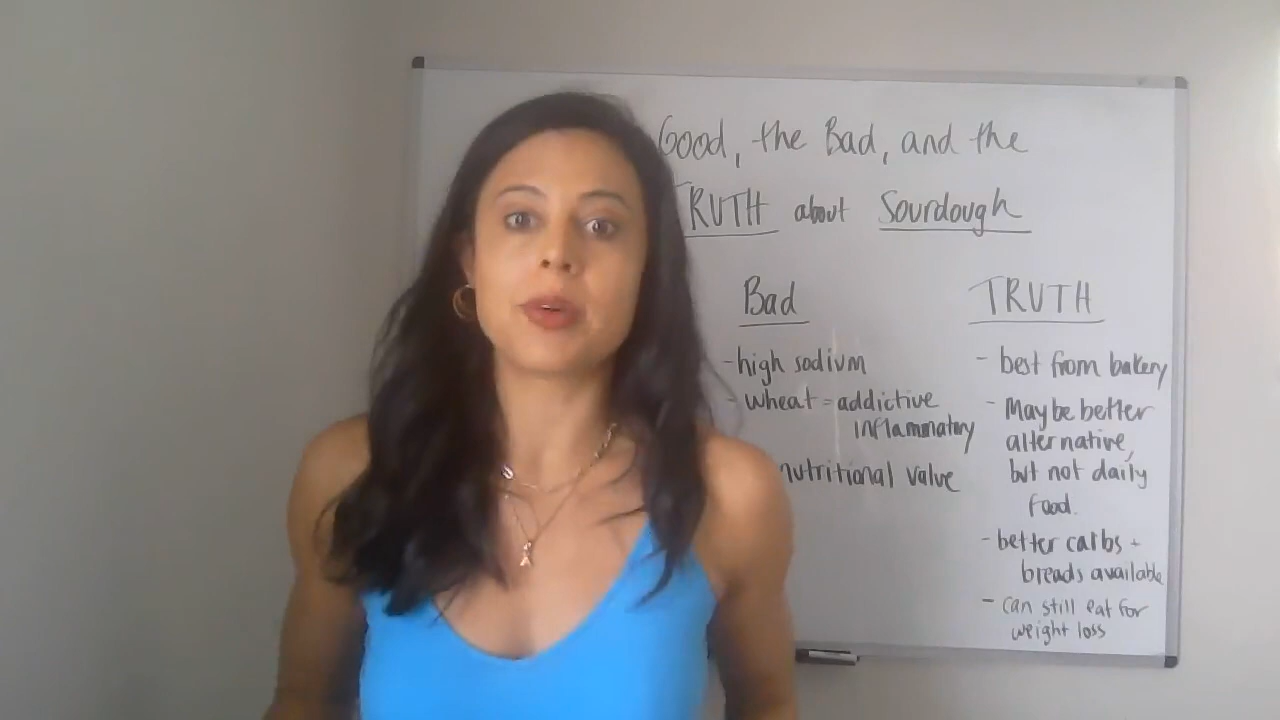 Good, the Bad, and the
RUTH about Sourdough
Bad
-high sodium
- wheat = addictive
inflammatory
nutritional value
TRUTH
- best from bakery
- Maybe better
alternative,
but not daily
food.
- better carbs +
breads available
- can still eat for
weight loss